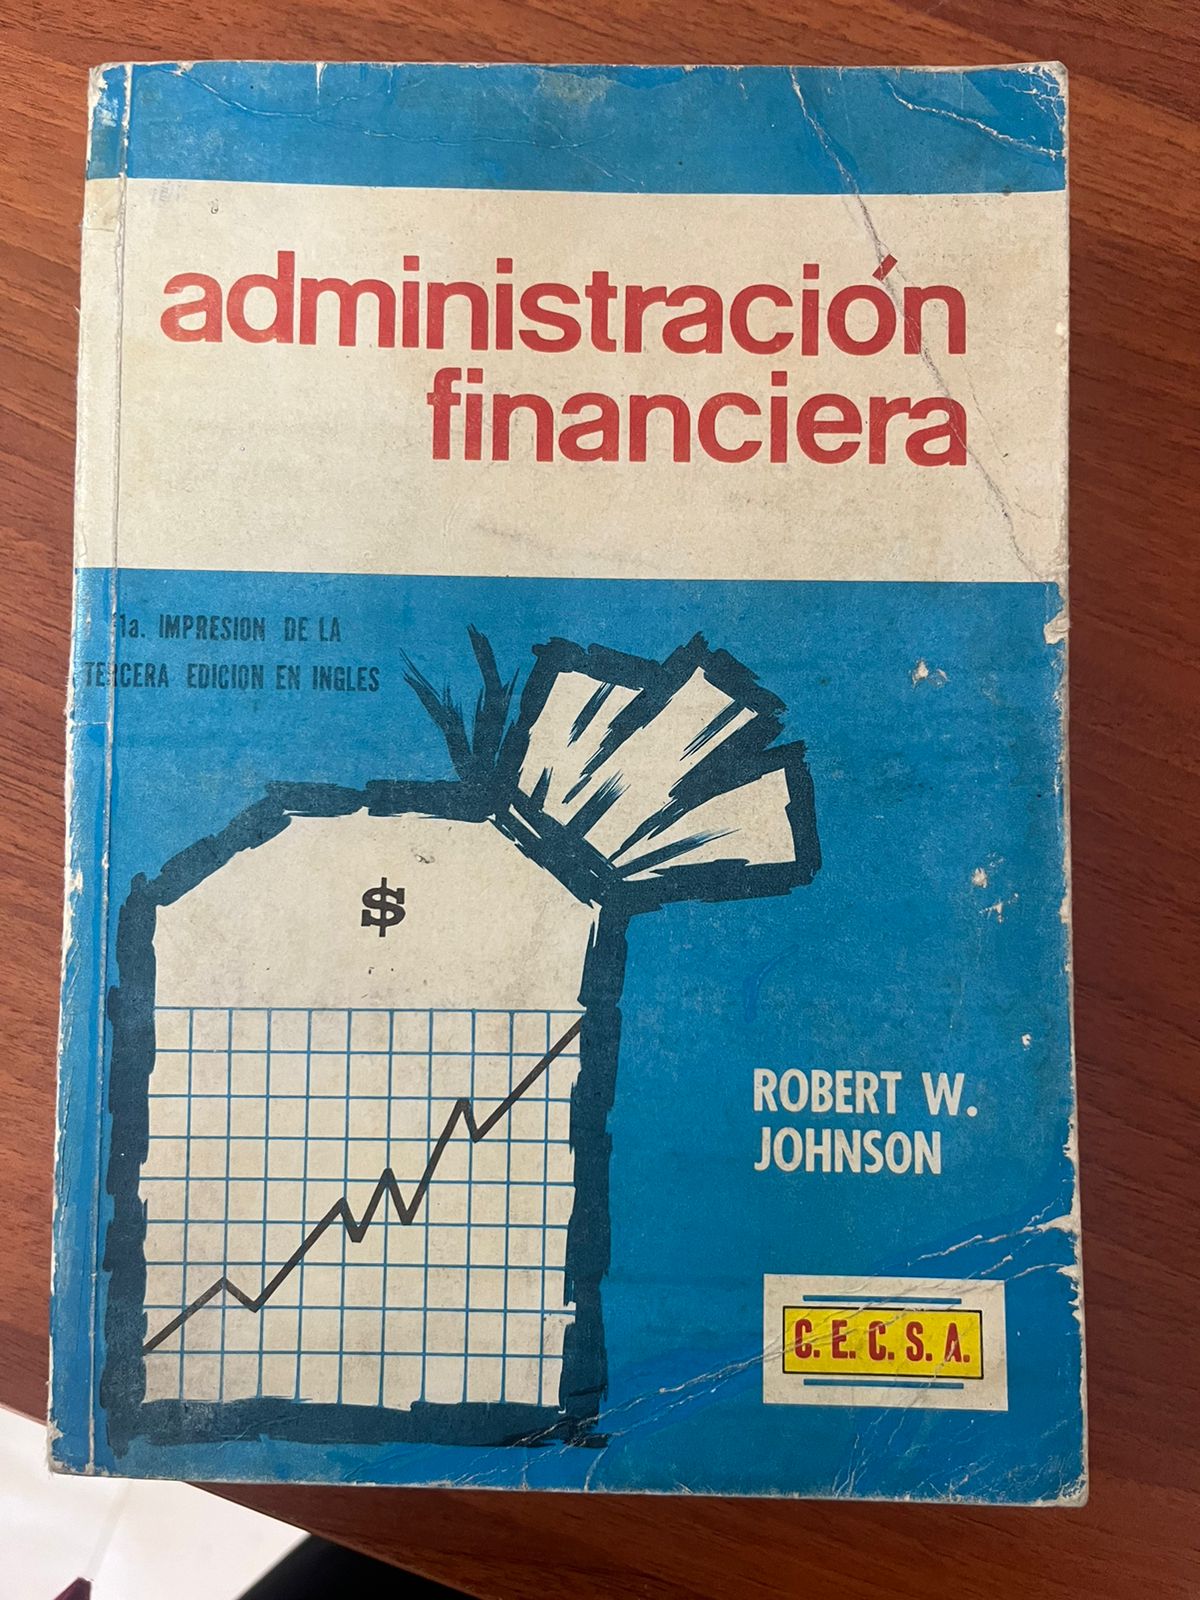 administración
financiera
1a. IMPRESION DE LA
TERCERA EDICION EN INGLES
$
ROBERT W.
JOHNSON
C. E. C. S. A.